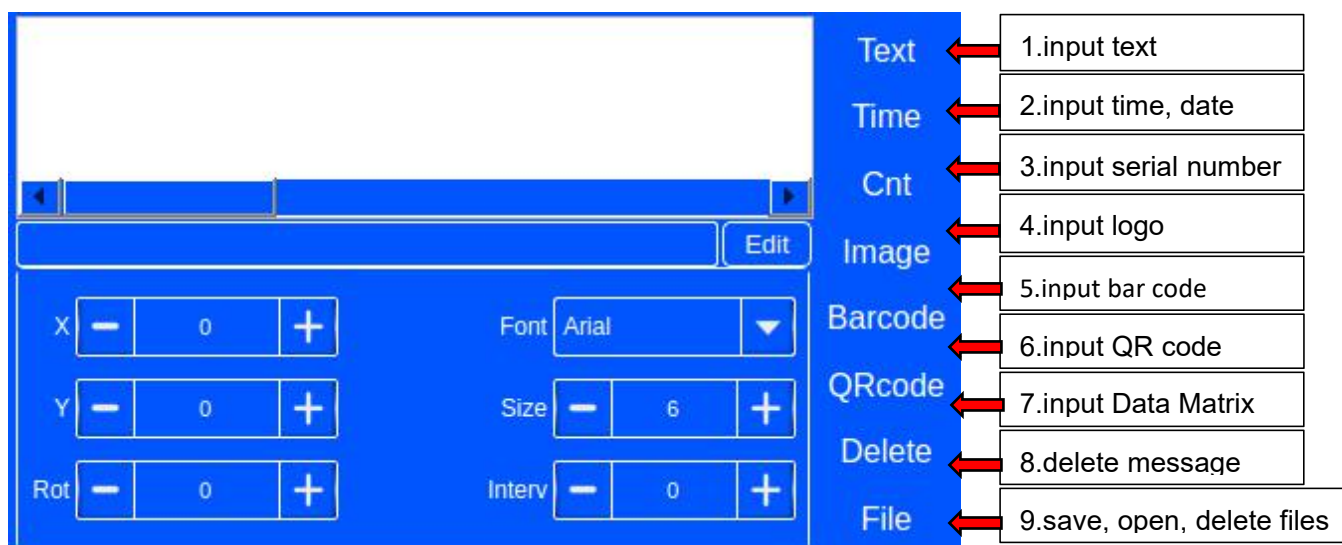 Text
1.input text
Time
2.input time, date
Cnt
3.input serial number
Image
4.input logo
Edit
Barcode
5.input bar code
X 0
Font Arial
6.input QR code
QRcode
7.input Data Matrix
Y 0
Size 6
Delete
8.delete message
Rot 0
Interv 0
File
9.save, open, delete files